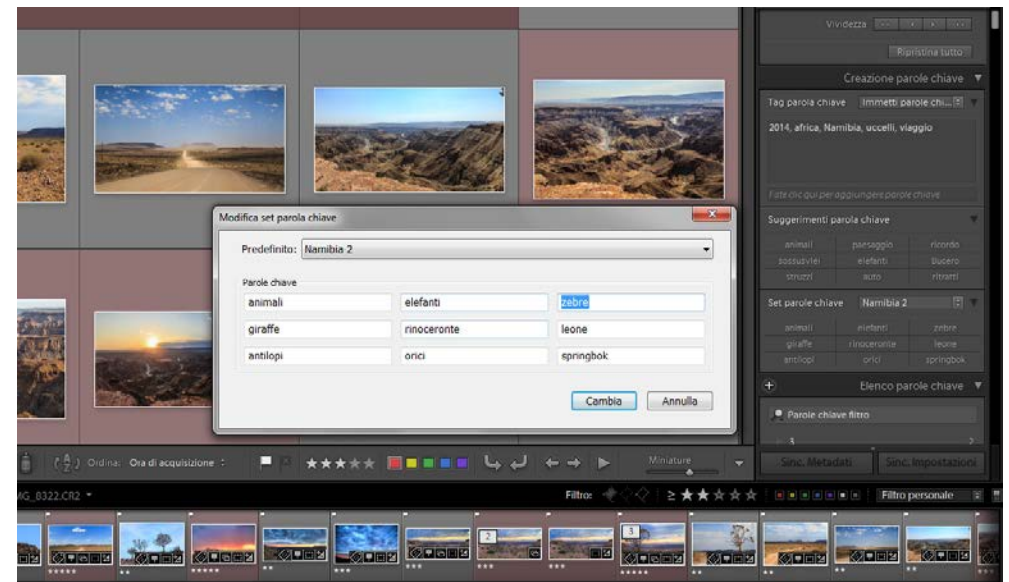 Vividezza
Ripristina tutto
Creazione parole chiave
Tag parola chiave Immetti parole chi...
2014, africa, Namibia, uccelli, viaggio
Fate clic qui per aggiungere parole chiave
Suggerimenti parola chiave
animali paesaggio ricordo
sossusvlei elefanti Bucero
struzzi auto ritratti
Set parole chiave Namibia 2
animali elefanti zebre
giraffe rinoceronte leone
antilopi orici springbok
Elenco parole chiave
Parole chiave filtro
3 2
Sinc. Metadati Sinc. Impostazioni
Modifica set parola chiave
Predefinito: Namibia 2
Parole chiave
animali elefanti zebre
giraffe rinoceronte leone
antilopi orici springbok
Cambia Annulla
Ordina: Ora di acquisizione
Miniature
MG_8322.CR2
Filtro: ≥ Filtro personale
2
3